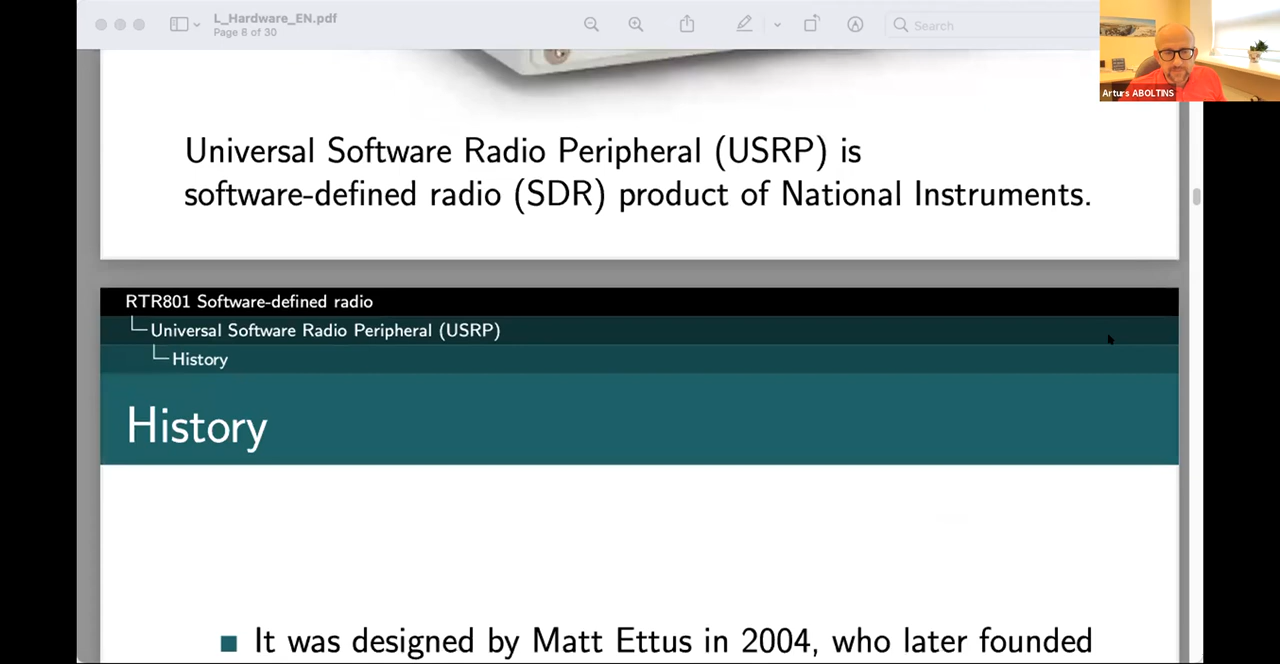 L_Hardware_EN.pdf
Page 8 of 30
Search
Arturs ABOLTINS
Universal Software Radio Peripheral (USRP) is
software-defined radio (SDR) product of National Instruments.
RTR801 Software-defined radio
Universal Software Radio Peripheral (USRP)
History
History
It was designed by Matt Ettus in 2004, who later founded